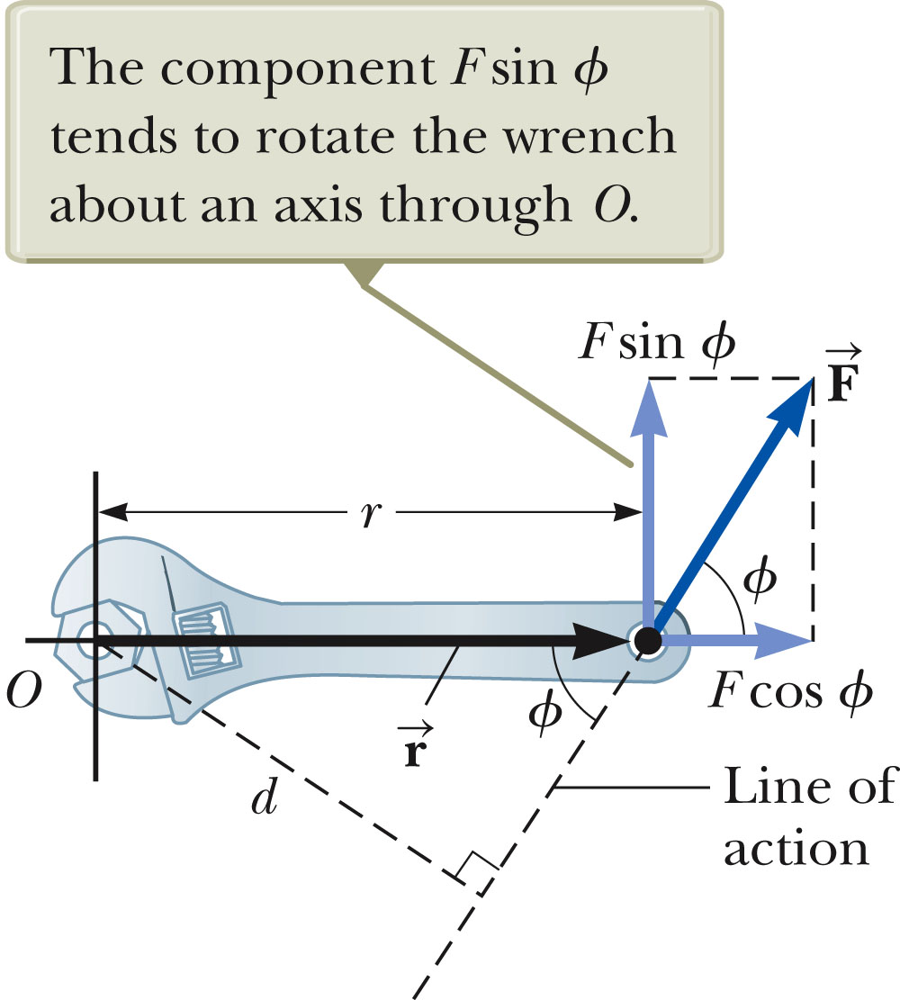 The component F sin ϕ
tends to rotate the wrench
about an axis through O.
F sin ϕ
F⃗
r
ϕ
O
F cos ϕ
ϕ
r⃗
d
Line of
action